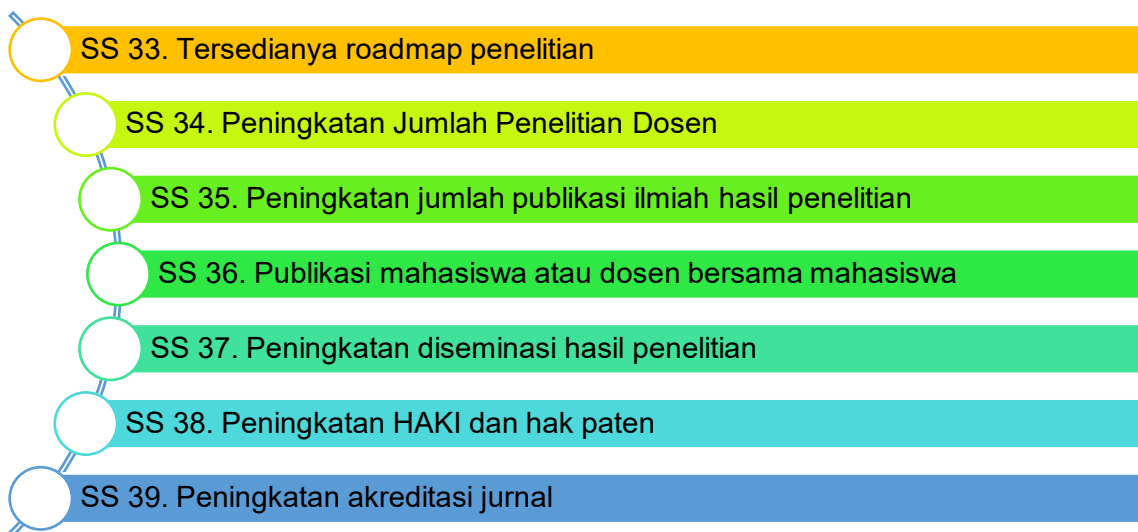 SS 33. Tersedianya roadmap penelitian
SS 34. Peningkatan Jumlah Penelitian Dosen
SS 35. Peningkatan jumlah publikasi ilmiah hasil penelitian
SS 36. Publikasi mahasiswa atau dosen bersama mahasiswa
SS 37. Peningkatan diseminasi hasil penelitian
SS 38. Peningkatan HAKI dan hak paten
SS 39. Peningkatan akreditasi jurnal